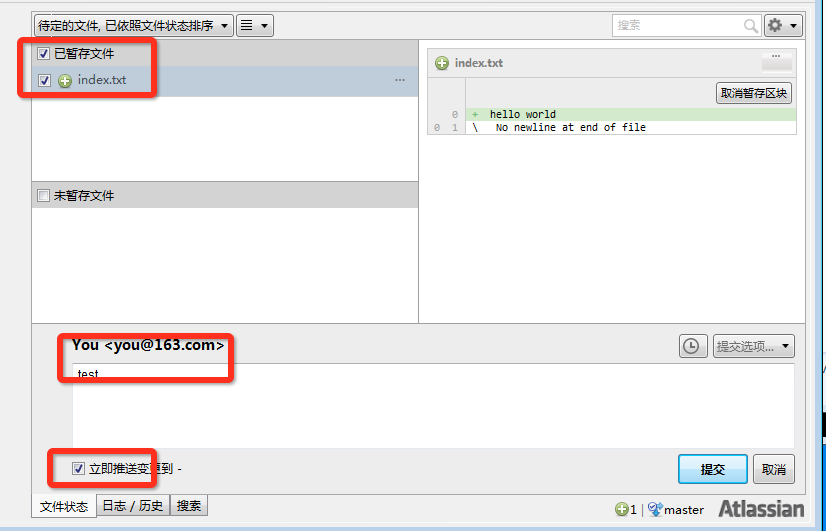 待定的文件, 已依照文件状态排序
搜索
已暂存文件
index.txt
···
未暂存文件
index.txt
···
取消暂存区块
0 + hello world
0 1 \ No newline at end of file
You <you@163.com>
提交选项...
test
立即推送变更到 -
提交
取消
文件状态
日志 / 历史
搜索
1
master
Atlassian